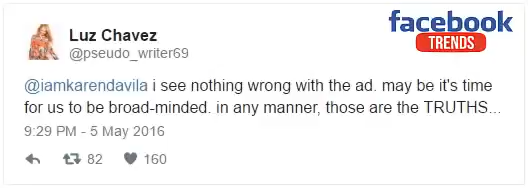 facebook
TRENDS
Luz Chavez
@pseudo_writer69
@iamkarendavila i see nothing wrong with the ad. may be it's time
for us to be broad-minded. in any manner, those are the TRUTHS...
9:29 PM - 5 May 2016
82 160